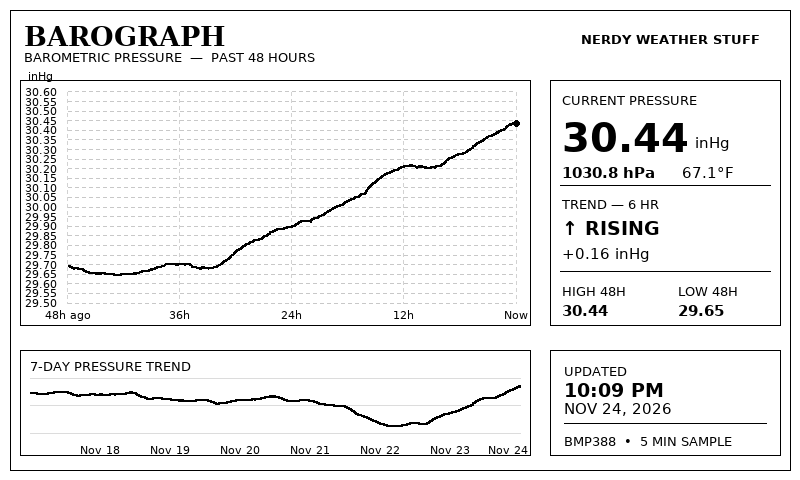 BAROGRAPH
BAROMETRIC PRESSURE — PAST 48 HOURS
NERDY WEATHER STUFF
inHg
30.60
30.55
30.50
30.45
30.40
30.35
30.30
30.25
30.20
30.15
30.10
30.05
30.00
29.95
29.90
29.85
29.80
29.75
29.70
29.65
29.60
29.55
29.50
48h ago 36h 24h 12h Now
CURRENT PRESSURE
30.44 inHg
1030.8 hPa 67.1°F
TREND — 6 HR
↑ RISING
+0.16 inHg
HIGH 48H LOW 48H
30.44 29.65
7-DAY PRESSURE TREND
Nov 18 Nov 19 Nov 20 Nov 21 Nov 22 Nov 23 Nov 24
UPDATED
10:09 PM
NOV 24, 2026
BMP388 • 5 MIN SAMPLE